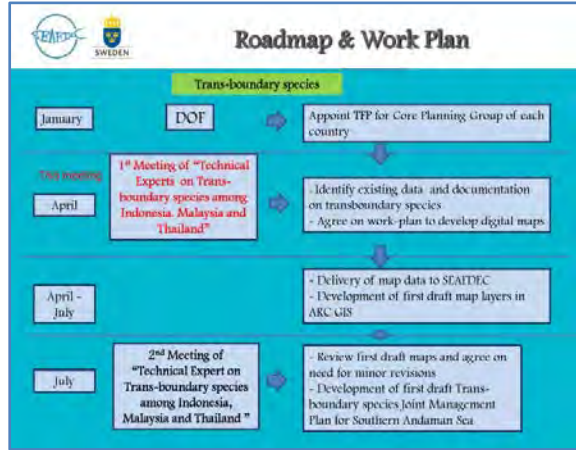 SEAFDEC
SWEDEN
Roadmap & Work Plan
Trans-boundary species
January
DOF
Appoint TFP for Core Planning Group of each
country
This meeting
April
1st Meeting of "Technical
Experts on Trans-
boundary species among
Indonesia, Malaysia and
Thailand"
- Identify existing data and documentation
on transboundary species
- Agree on work-plan to develop digital maps
April -
July
- Delivery of map data to SEAFDEC
- Development of first draft map layers in
ARC GIS
July
2nd Meeting of
"Technical Expert on
Trans-boundary species
among Indonesia,
Malaysia and Thailand "
- Review first draft maps and agree on
need for minor revisions
- Development of first draft Trans-
boundary species Joint Management
Plan for Southern Andaman Sea